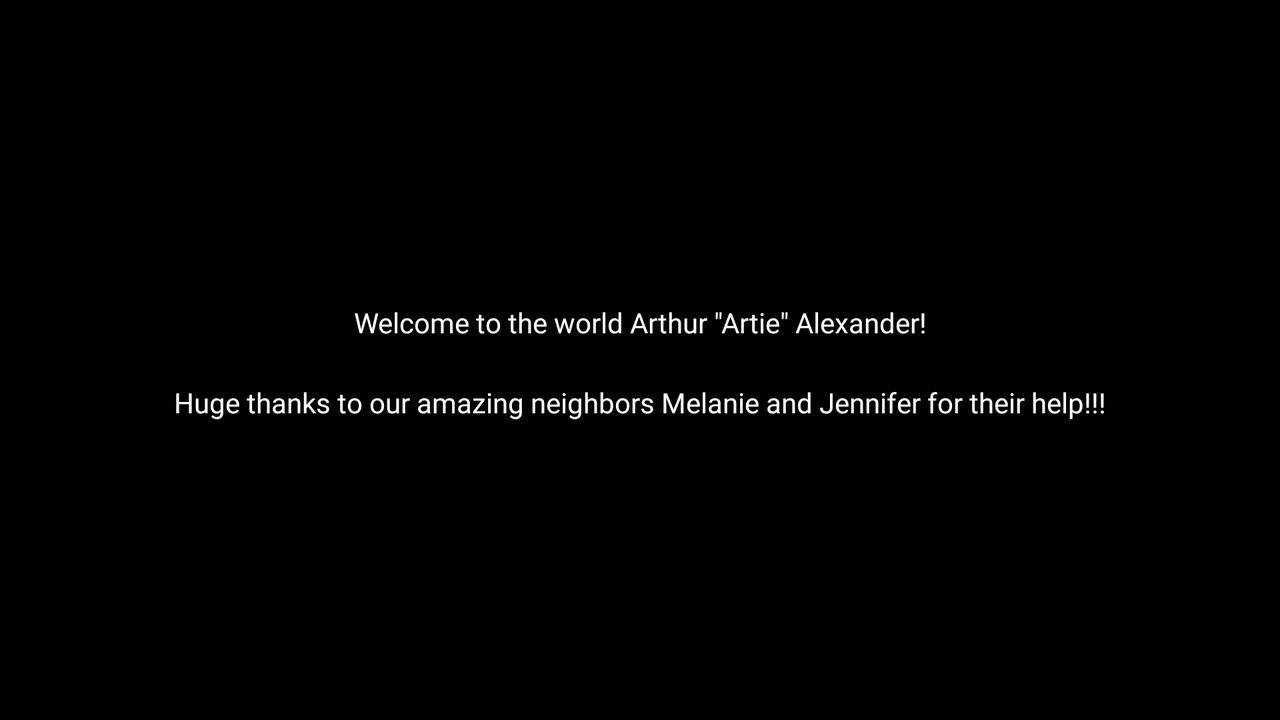 Welcome to the world Arthur "Artie" Alexander!
Huge thanks to our amazing neighbors Melanie and Jennifer for their help!!!